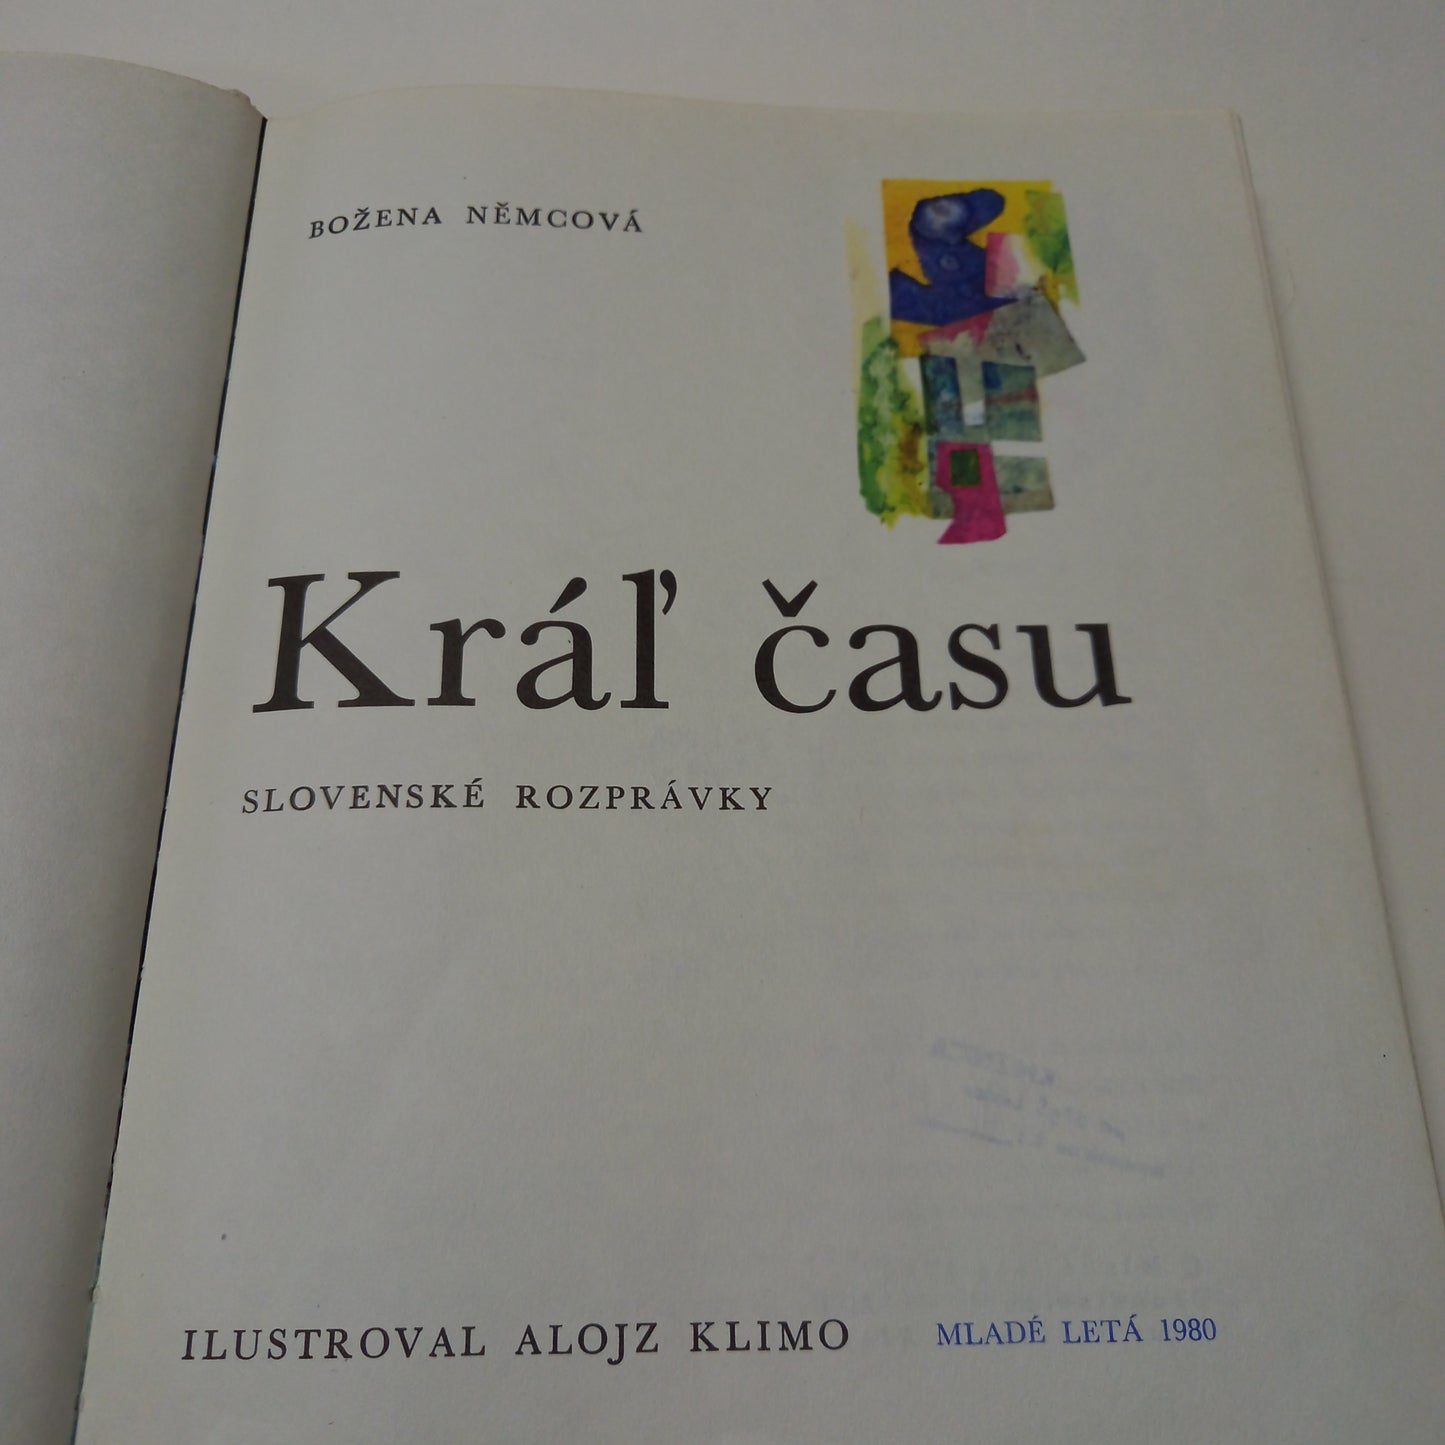 BOŽENA NĚMCOVÁ
Kráľ času
SLOVENSKÉ ROZPRÁVKY
ILUSTROVAL ALOJZ KLIMO
MLADÉ LETÁ 1980